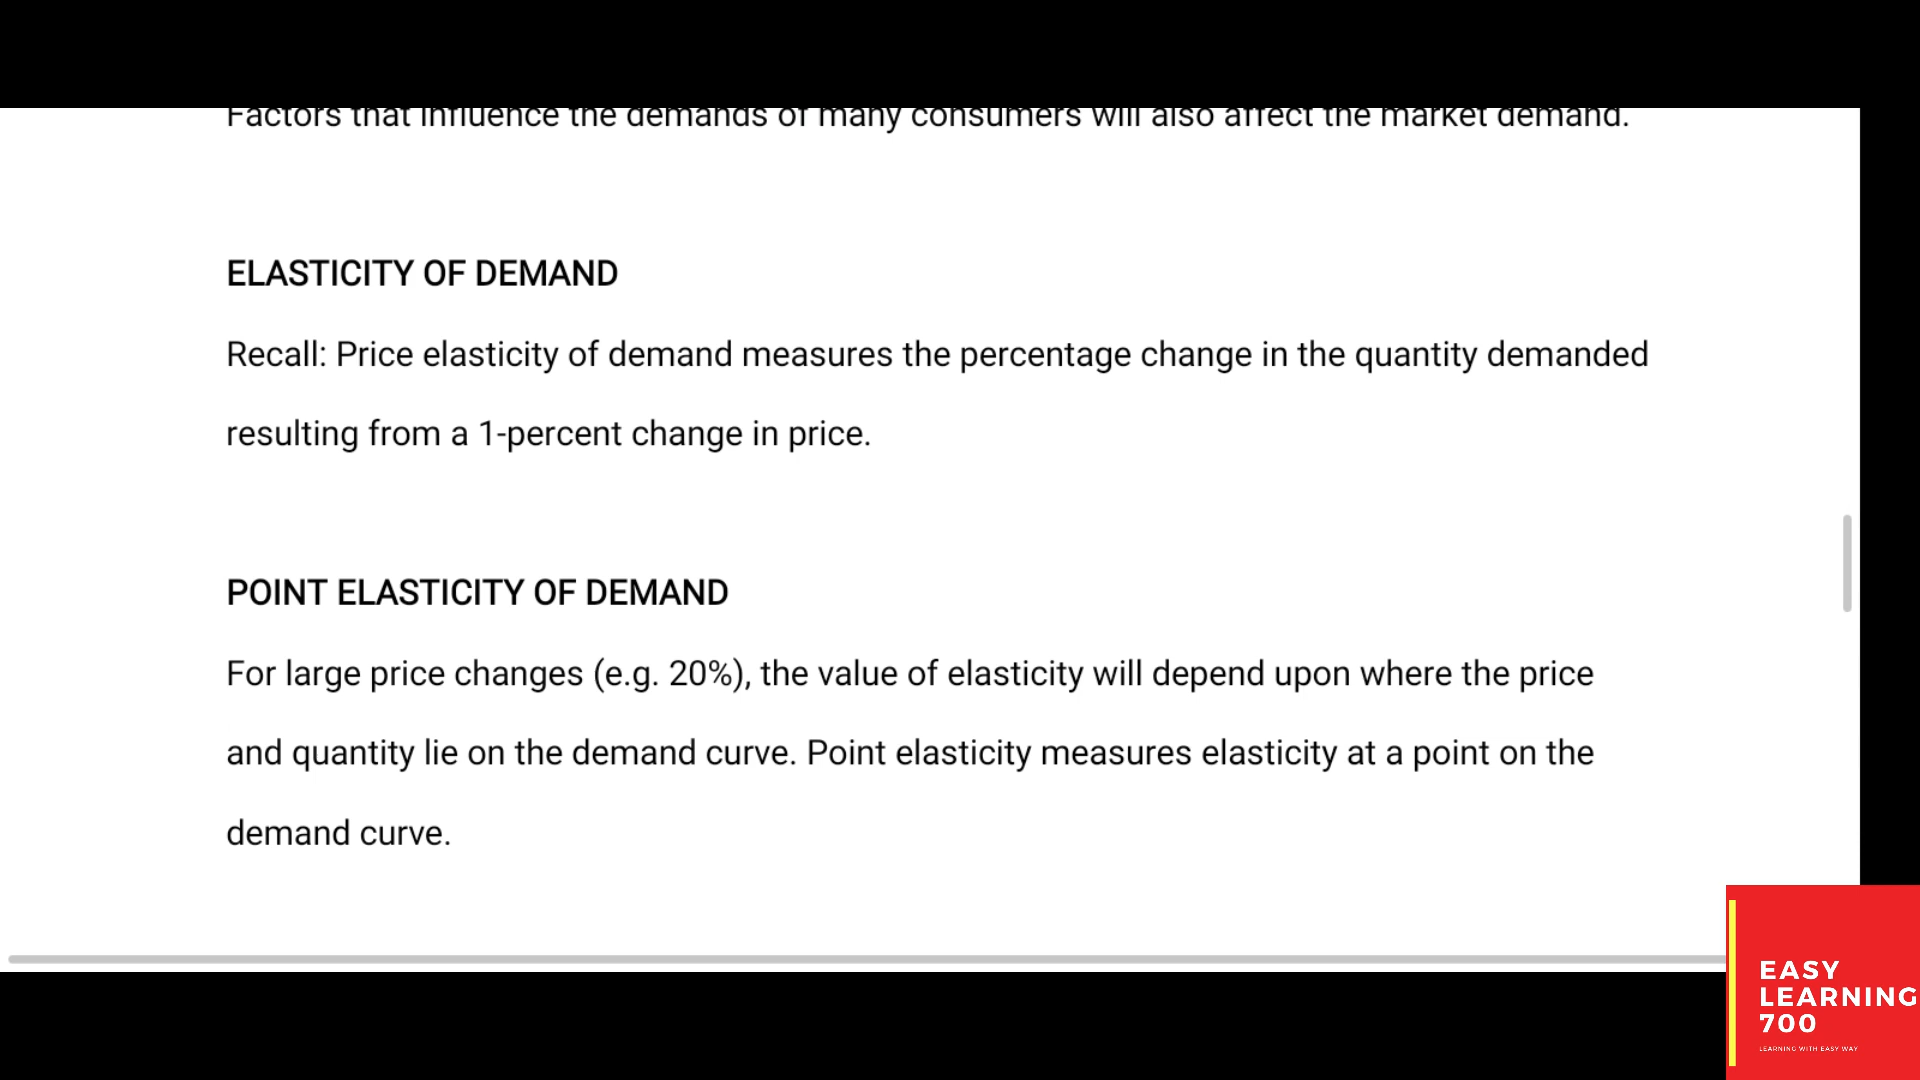 Factors that influence the demands of many consumers will also affect the market demand.
ELASTICITY OF DEMAND
Recall: Price elasticity of demand measures the percentage change in the quantity demanded
resulting from a 1-percent change in price.
POINT ELASTICITY OF DEMAND
For large price changes (e.g. 20%), the value of elasticity will depend upon where the price
and quantity lie on the demand curve. Point elasticity measures elasticity at a point on the
demand curve.
EASY
LEARNING
700
LEARNING WITH EASY WAY